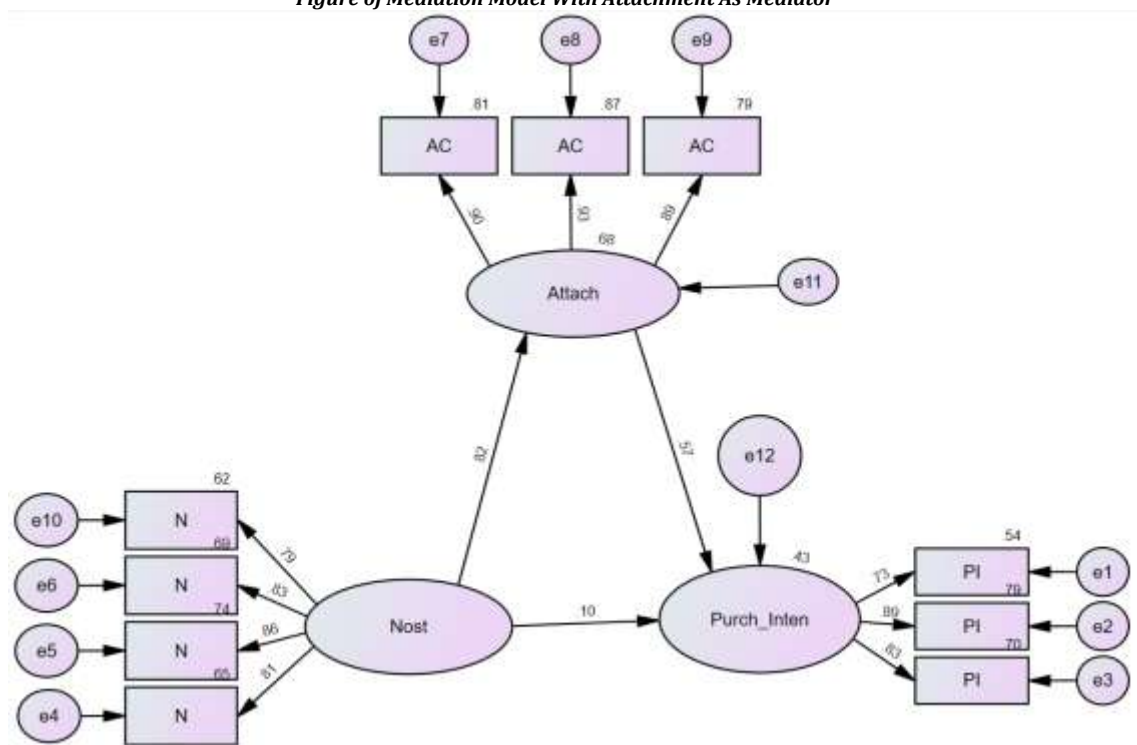 Figure of Mediation Model With Attachment As Mediator
e7 e8 e9
81 87 79
AC AC AC
90 93 89
68
Attach
e11
82
57
e12
62
e10 N
69
e6 N
74
e5 N
65
e4 N
79
83
86
81
Nost
10
43
Purch_Inten
73
89
83
54
PI e1
79
PI e2
70
PI e3